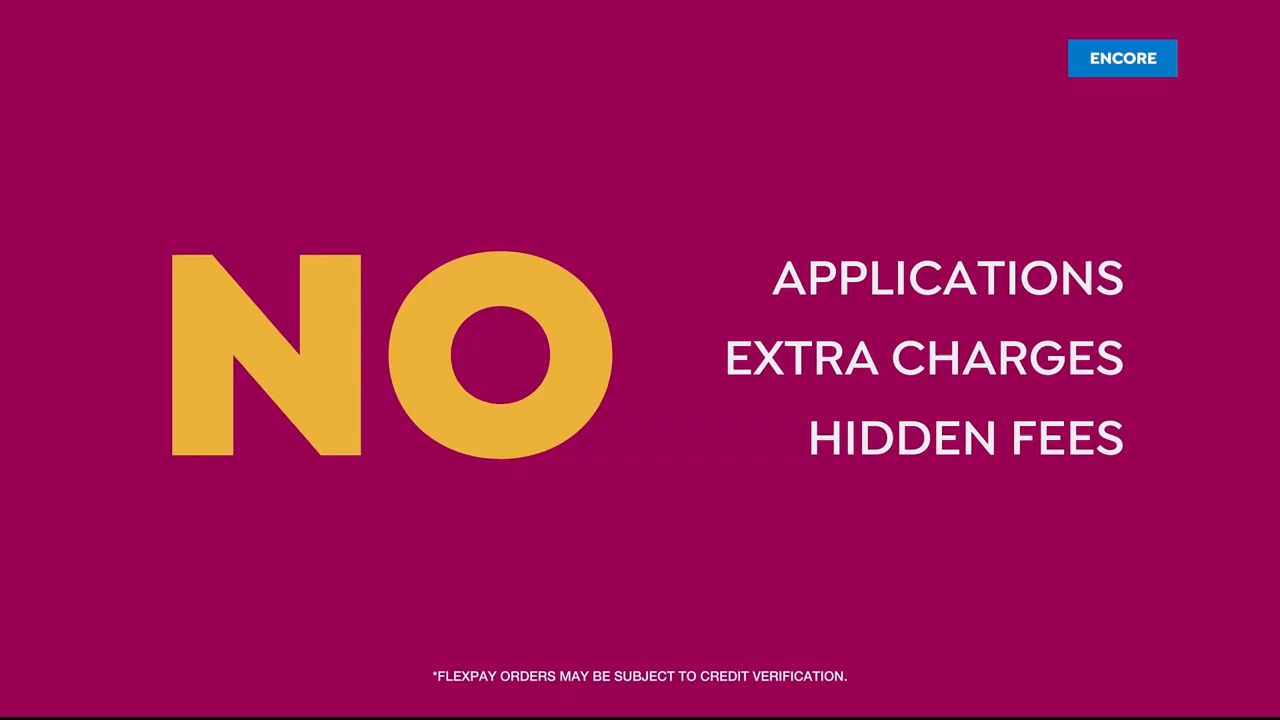 ENCORE
NO
APPLICATIONS
EXTRA CHARGES
HIDDEN FEES
*FLEXPAY ORDERS MAY BE SUBJECT TO CREDIT VERIFICATION.